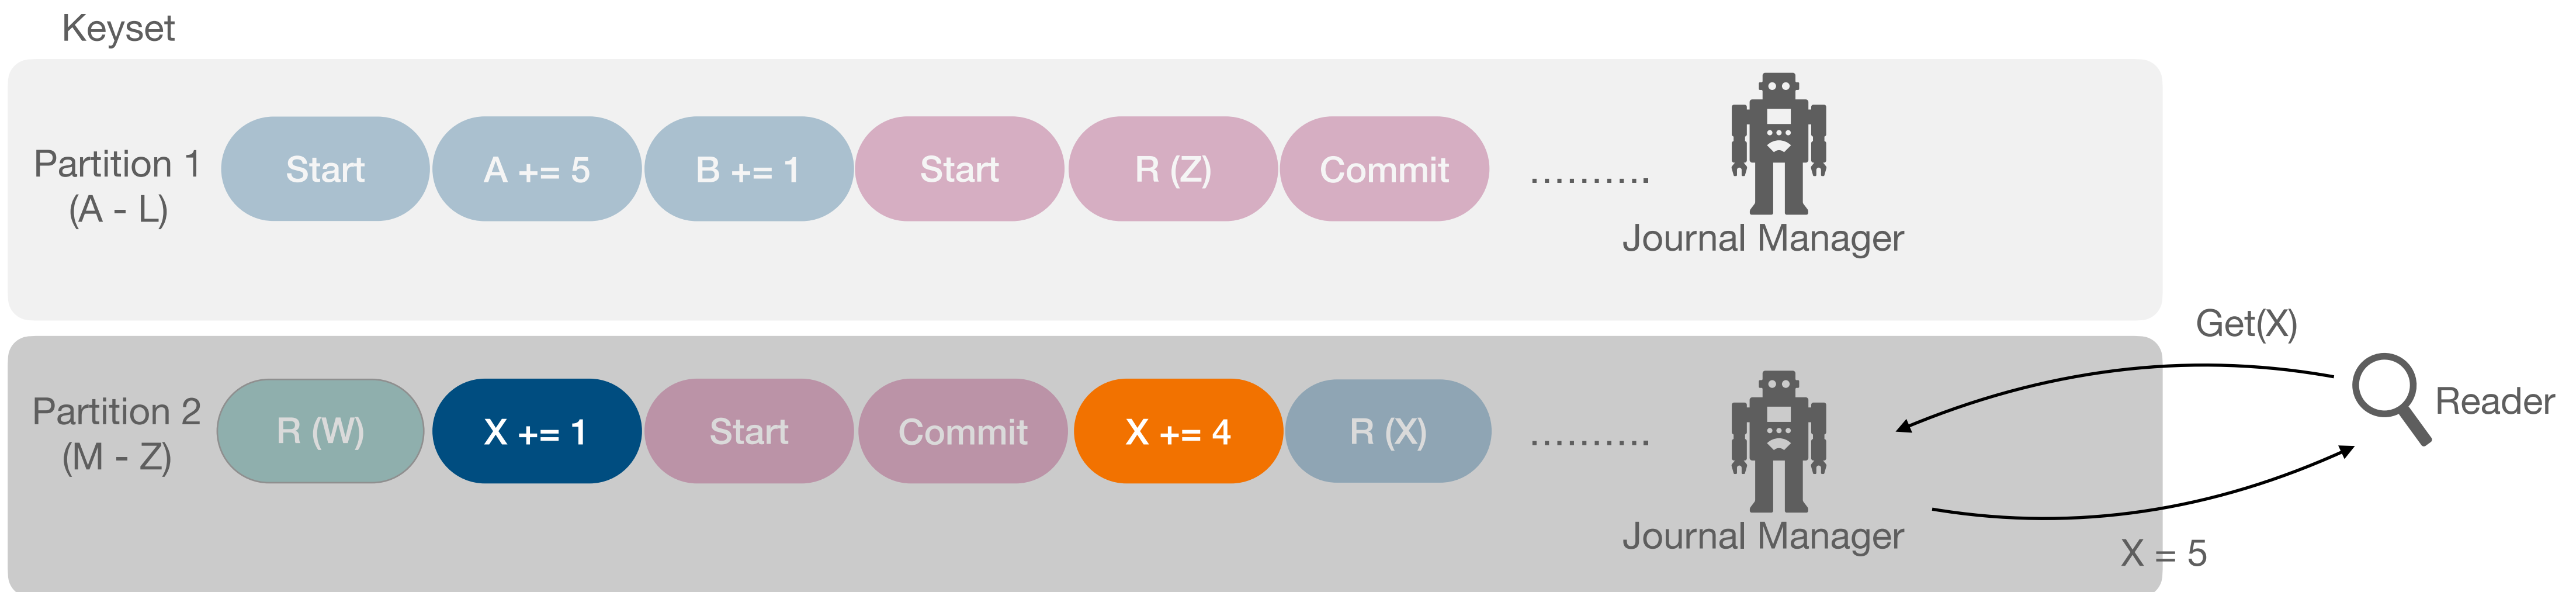 Keyset
Partition 1
(A - L)
Start
A += 5
B += 1
Start
R (Z)
Commit
..........
Journal Manager
Get(X)
Reader
Partition 2
(M - Z)
R (W)
X += 1
Start
Commit
X += 4
R (X)
..........
Journal Manager
X = 5